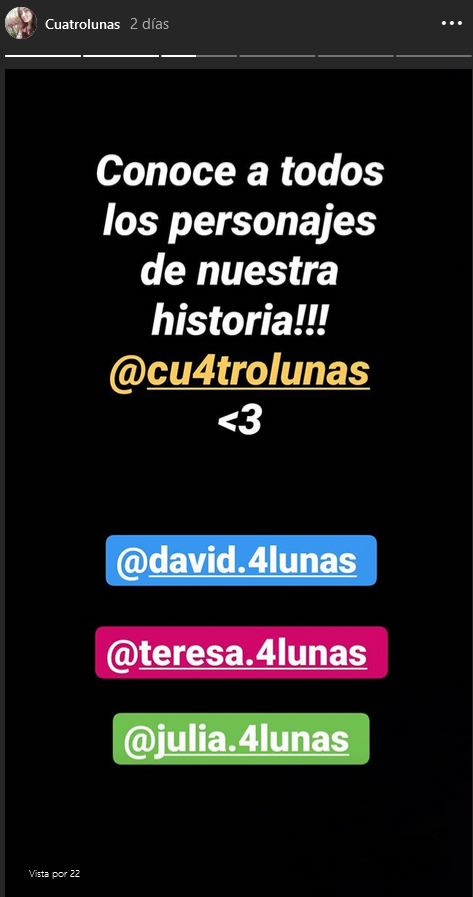 Cuatrolunas 2 días
Conoce a todos
los personajes
de nuestra
historia!!!
@cu4trolunas
<3
@david.4lunas
@teresa.4lunas
@julia.4lunas
Vista por 22